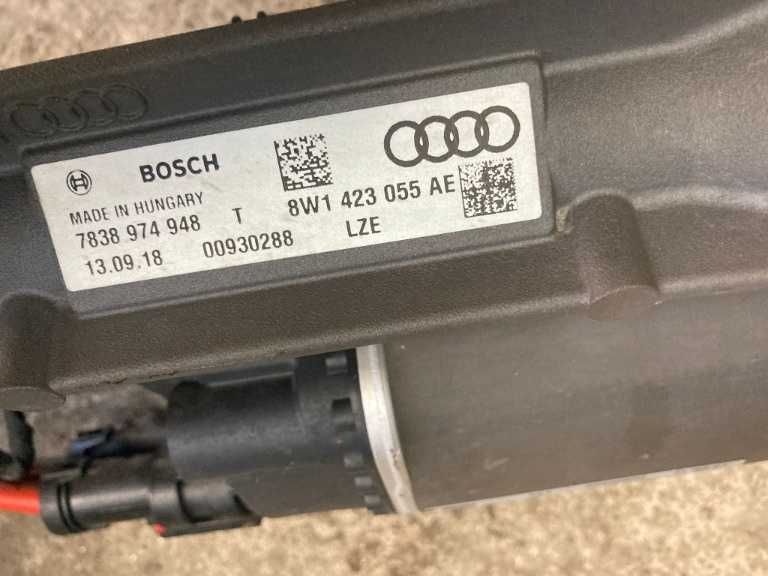 BOSCH
MADE IN HUNGARY
7838 974 948 T 8W1 423 055 AE
13.09.18 00930288 LZE